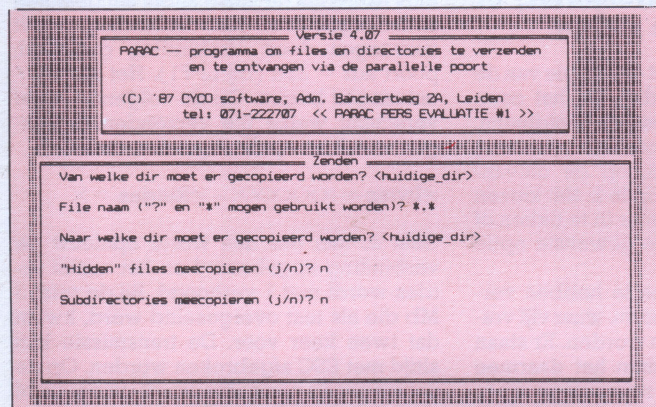 Versie 4.07
PARAC -- programma om files en directories te verzenden
en te ontvangen via de parallelle poort
(C) '87 CYCO software, Adm. Banckertweg 2A, Leiden
tel: 071-222707 << PARAC PERS EVALUATIE #1 >>
Zenden
Van welke dir moet er gecopieerd worden? <huidige_dir>
File naam ("?" en "*" mogen gebruikt worden)? *.*
Naar welke dir moet er gecopieerd worden? <huidige_dir>
"Hidden" files meecopieren (j/n)? n
Subdirectories meecopieren (j/n)? n